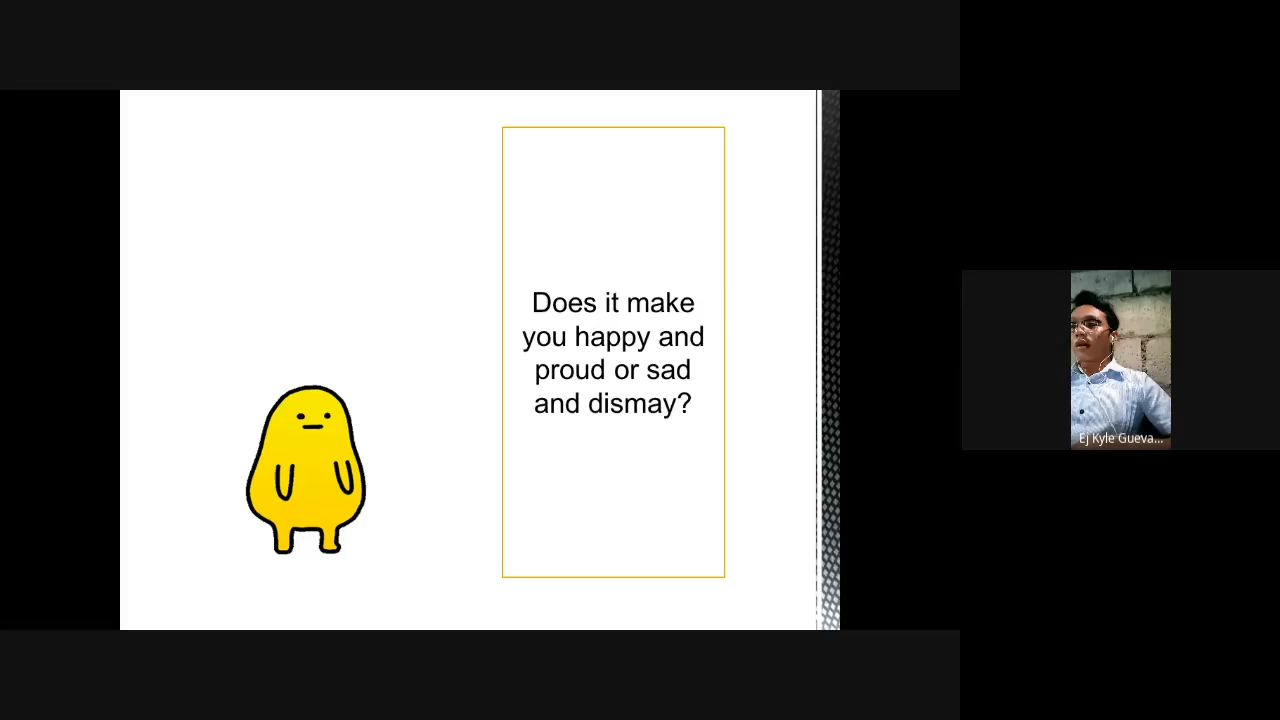 Does it make
you happy and
proud or sad
and dismay?
Ej Kyle Gueva...